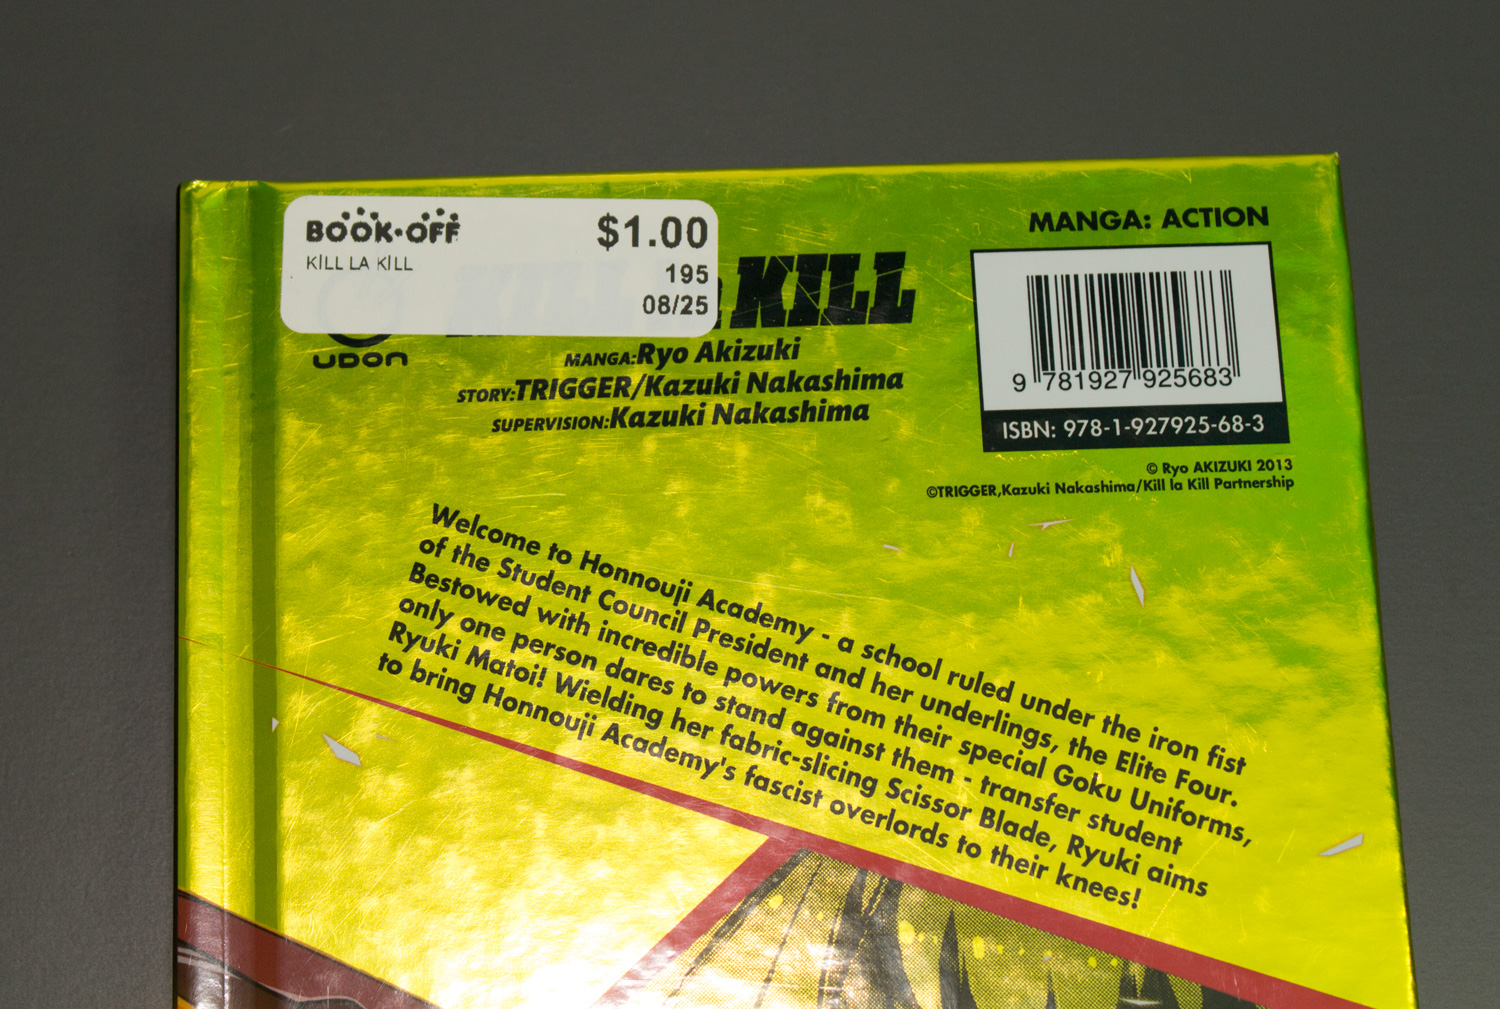 BOOK•OFF
$1.00
KILL LA KILL
195
08/25
KILL la KILL
UDON
MANGA:Ryo Akizuki
STORY:TRIGGER/Kazuki Nakashima
SUPERVISION:Kazuki Nakashima
MANGA: ACTION
9 781927 925683
ISBN: 978-1-927925-68-3
© Ryo AKIZUKI 2013
©TRIGGER,Kazuki Nakashima/Kill la Kill Partnership
Welcome to Honnouji Academy - a school ruled under the iron fist
of the Student Council President and her underlings, the Elite Four.
Bestowed with incredible powers from their special Goku Uniforms,
only one person dares to stand against them - transfer student
Ryuki Matoi! Wielding her fabric-slicing Scissor Blade, Ryuki aims
to bring Honnouji Academy's fascist overlords to their knees!